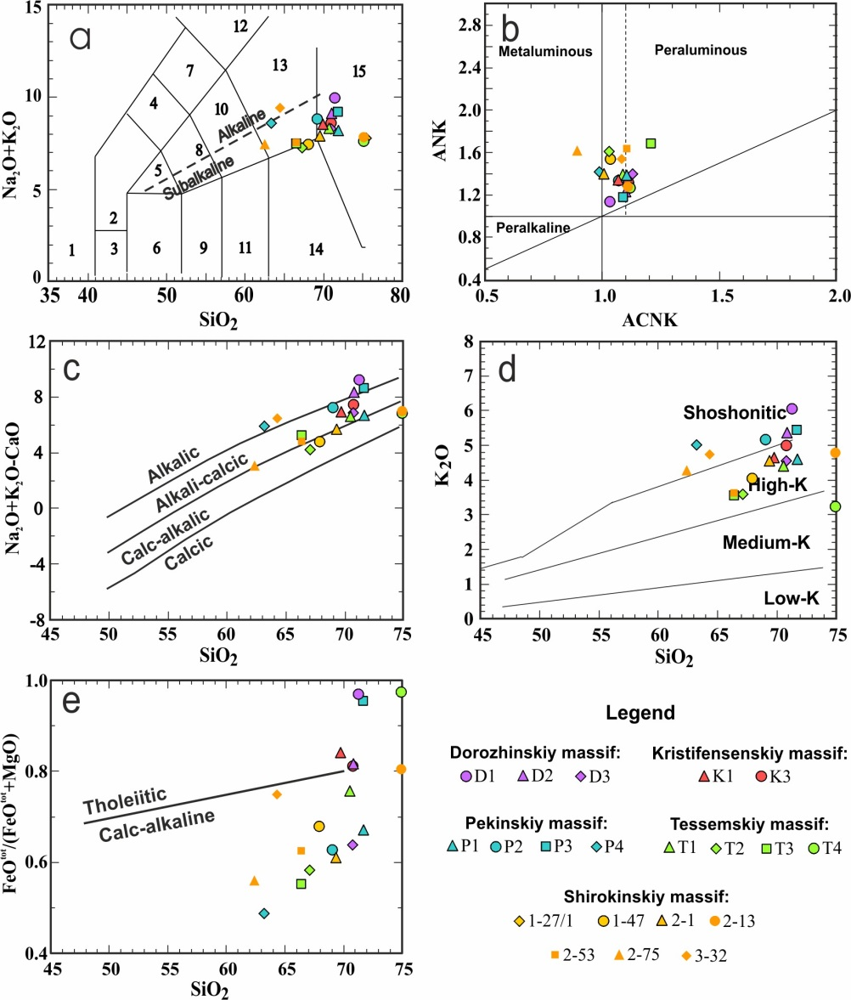 a
15
10
5
0
Na₂O+K₂O
12
7
13
15
4
10
Alkaline
8
Subalkaline
5
2
1
3
6
9
11
14
35 40 50 60 70 80
SiO₂
b
2.8
2.4
2.0
1.6
1.2
0.8
0.4
ANK
Metaluminous
Peraluminous
Peralkaline
0.5 1.0 1.5 2.0
ACNK
c
12
8
4
0
-4
-8
Na₂O+K₂O-CaO
Alkalic
Alkali-calcic
Calc-alkalic
Calcic
45 50 55 60 65 70 75
SiO₂
d
8
7
6
5
4
3
2
1
0
K₂O
Shoshonitic
High-K
Medium-K
Low-K
45 50 55 60 65 70 75
SiO₂
e
1.0
0.8
0.6
0.4
FeOᵗᵒᵗ/(FeOᵗᵒᵗ+MgO)
Tholeiitic
Calc-alkaline
45 50 55 60 65 70 75
SiO₂
Legend
Dorozhinskiy massif:
D1 D2 D3
Kristifensenskiy massif:
K1 K3
Pekinskiy massif:
P1 P2 P3 P4
Tessemskiy massif:
T1 T2 T3 T4
Shirokinskiy massif:
1-27/1 1-47 2-1 2-13
2-53 2-75 3-32